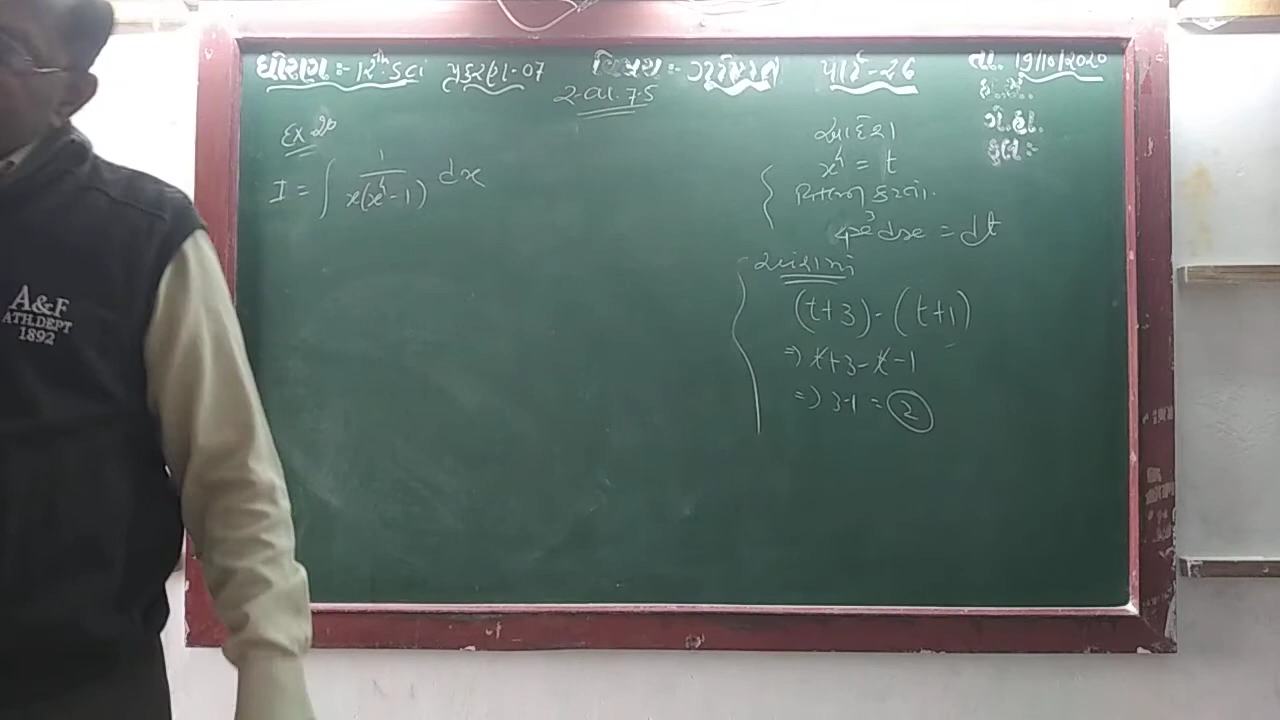 ધોરણ:- 12th Sci પ્રકરણ-07 વિષય:- ગણિત પાર્ટ-26 તા. 19/10/2020
સ્વા. 7.5
Ex. 20
I = ∫ 1/x(x⁴-1) dx
આદેશ
x⁴ = t
વિકલન કરતાં.
4x³dx = dt
અંશમાં
(t+3) - (t+1)
⇒ t+3-t-1
⇒ 3-1 = 2
A&F
ATH.DEPT
1892